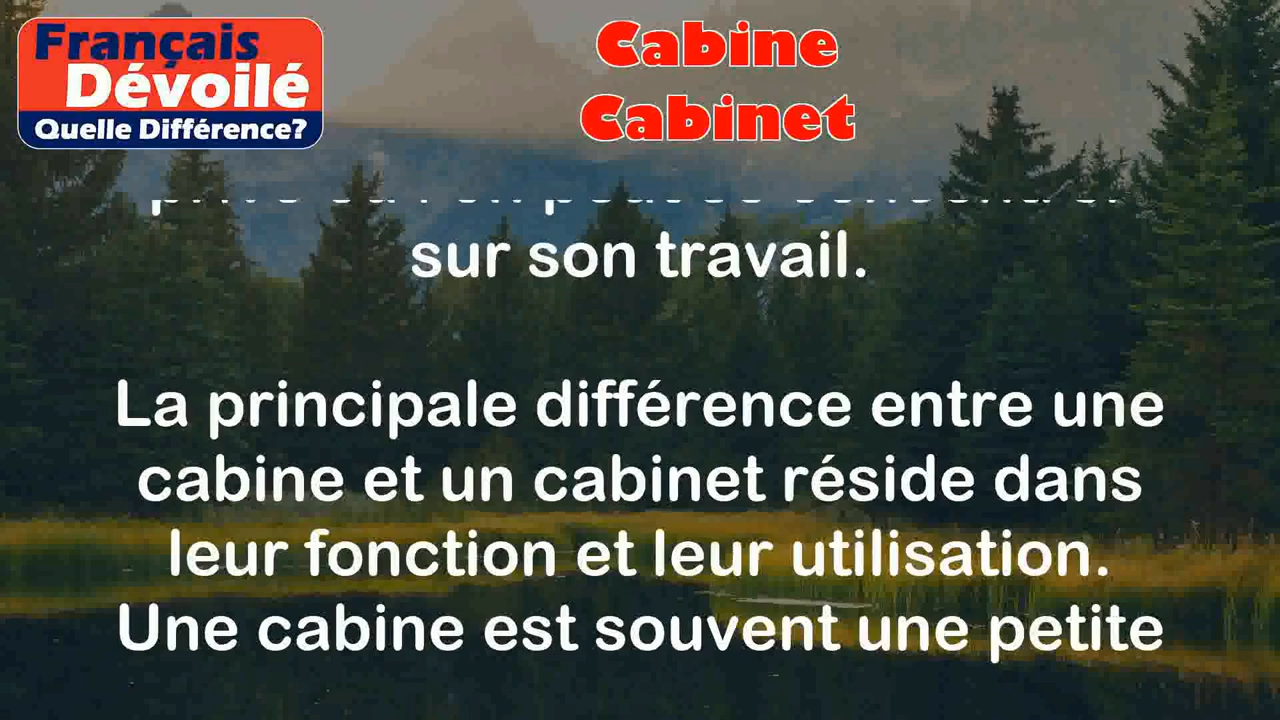 Français
Dévoilé
Quelle Différence?
Cabine
Cabinet
sur son travail.
La principale différence entre une
cabine et un cabinet réside dans
leur fonction et leur utilisation.
Une cabine est souvent une petite